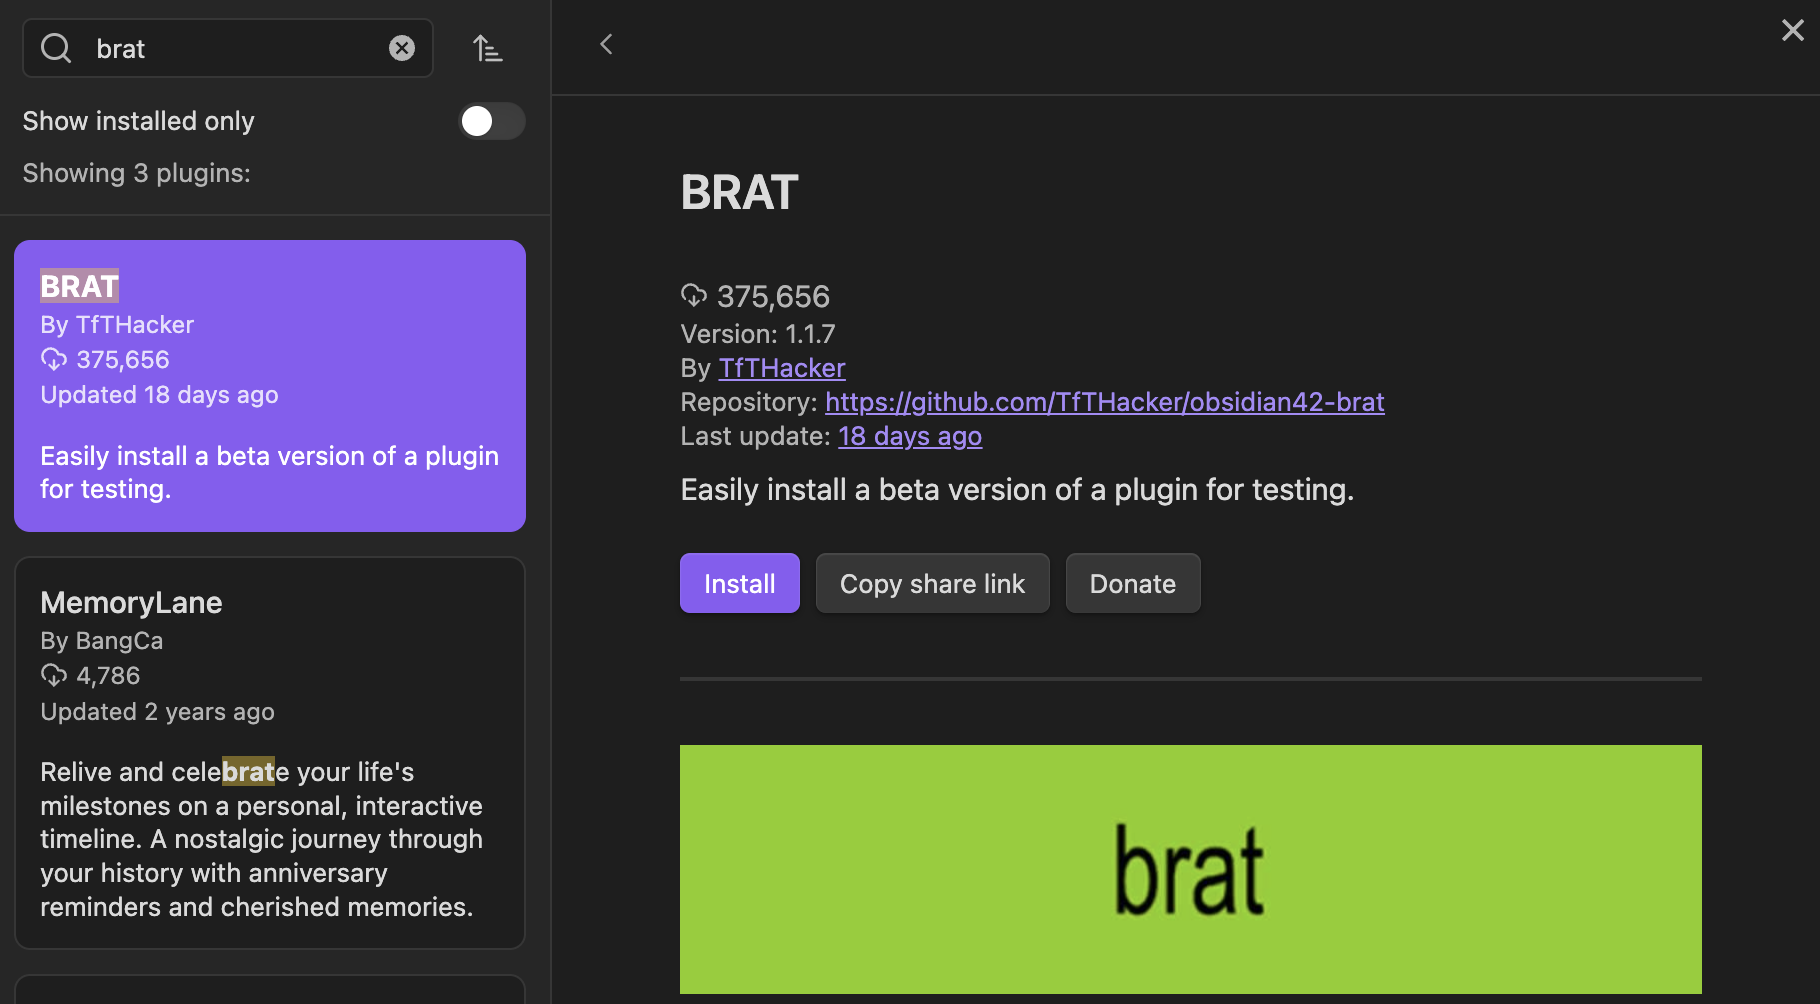 brat
Show installed only
Showing 3 plugins:
BRAT
By TfTHacker
375,656
Updated 18 days ago
Easily install a beta version of a plugin
for testing.
MemoryLane
By BangCa
4,786
Updated 2 years ago
Relive and celebrate your life's
milestones on a personal, interactive
timeline. A nostalgic journey through
your history with anniversary
reminders and cherished memories.
BRAT
375,656
Version: 1.1.7
By TfTHacker
Repository: https://github.com/TfTHacker/obsidian42-brat
Last update: 18 days ago
Easily install a beta version of a plugin for testing.
Install
Copy share link
Donate
brat